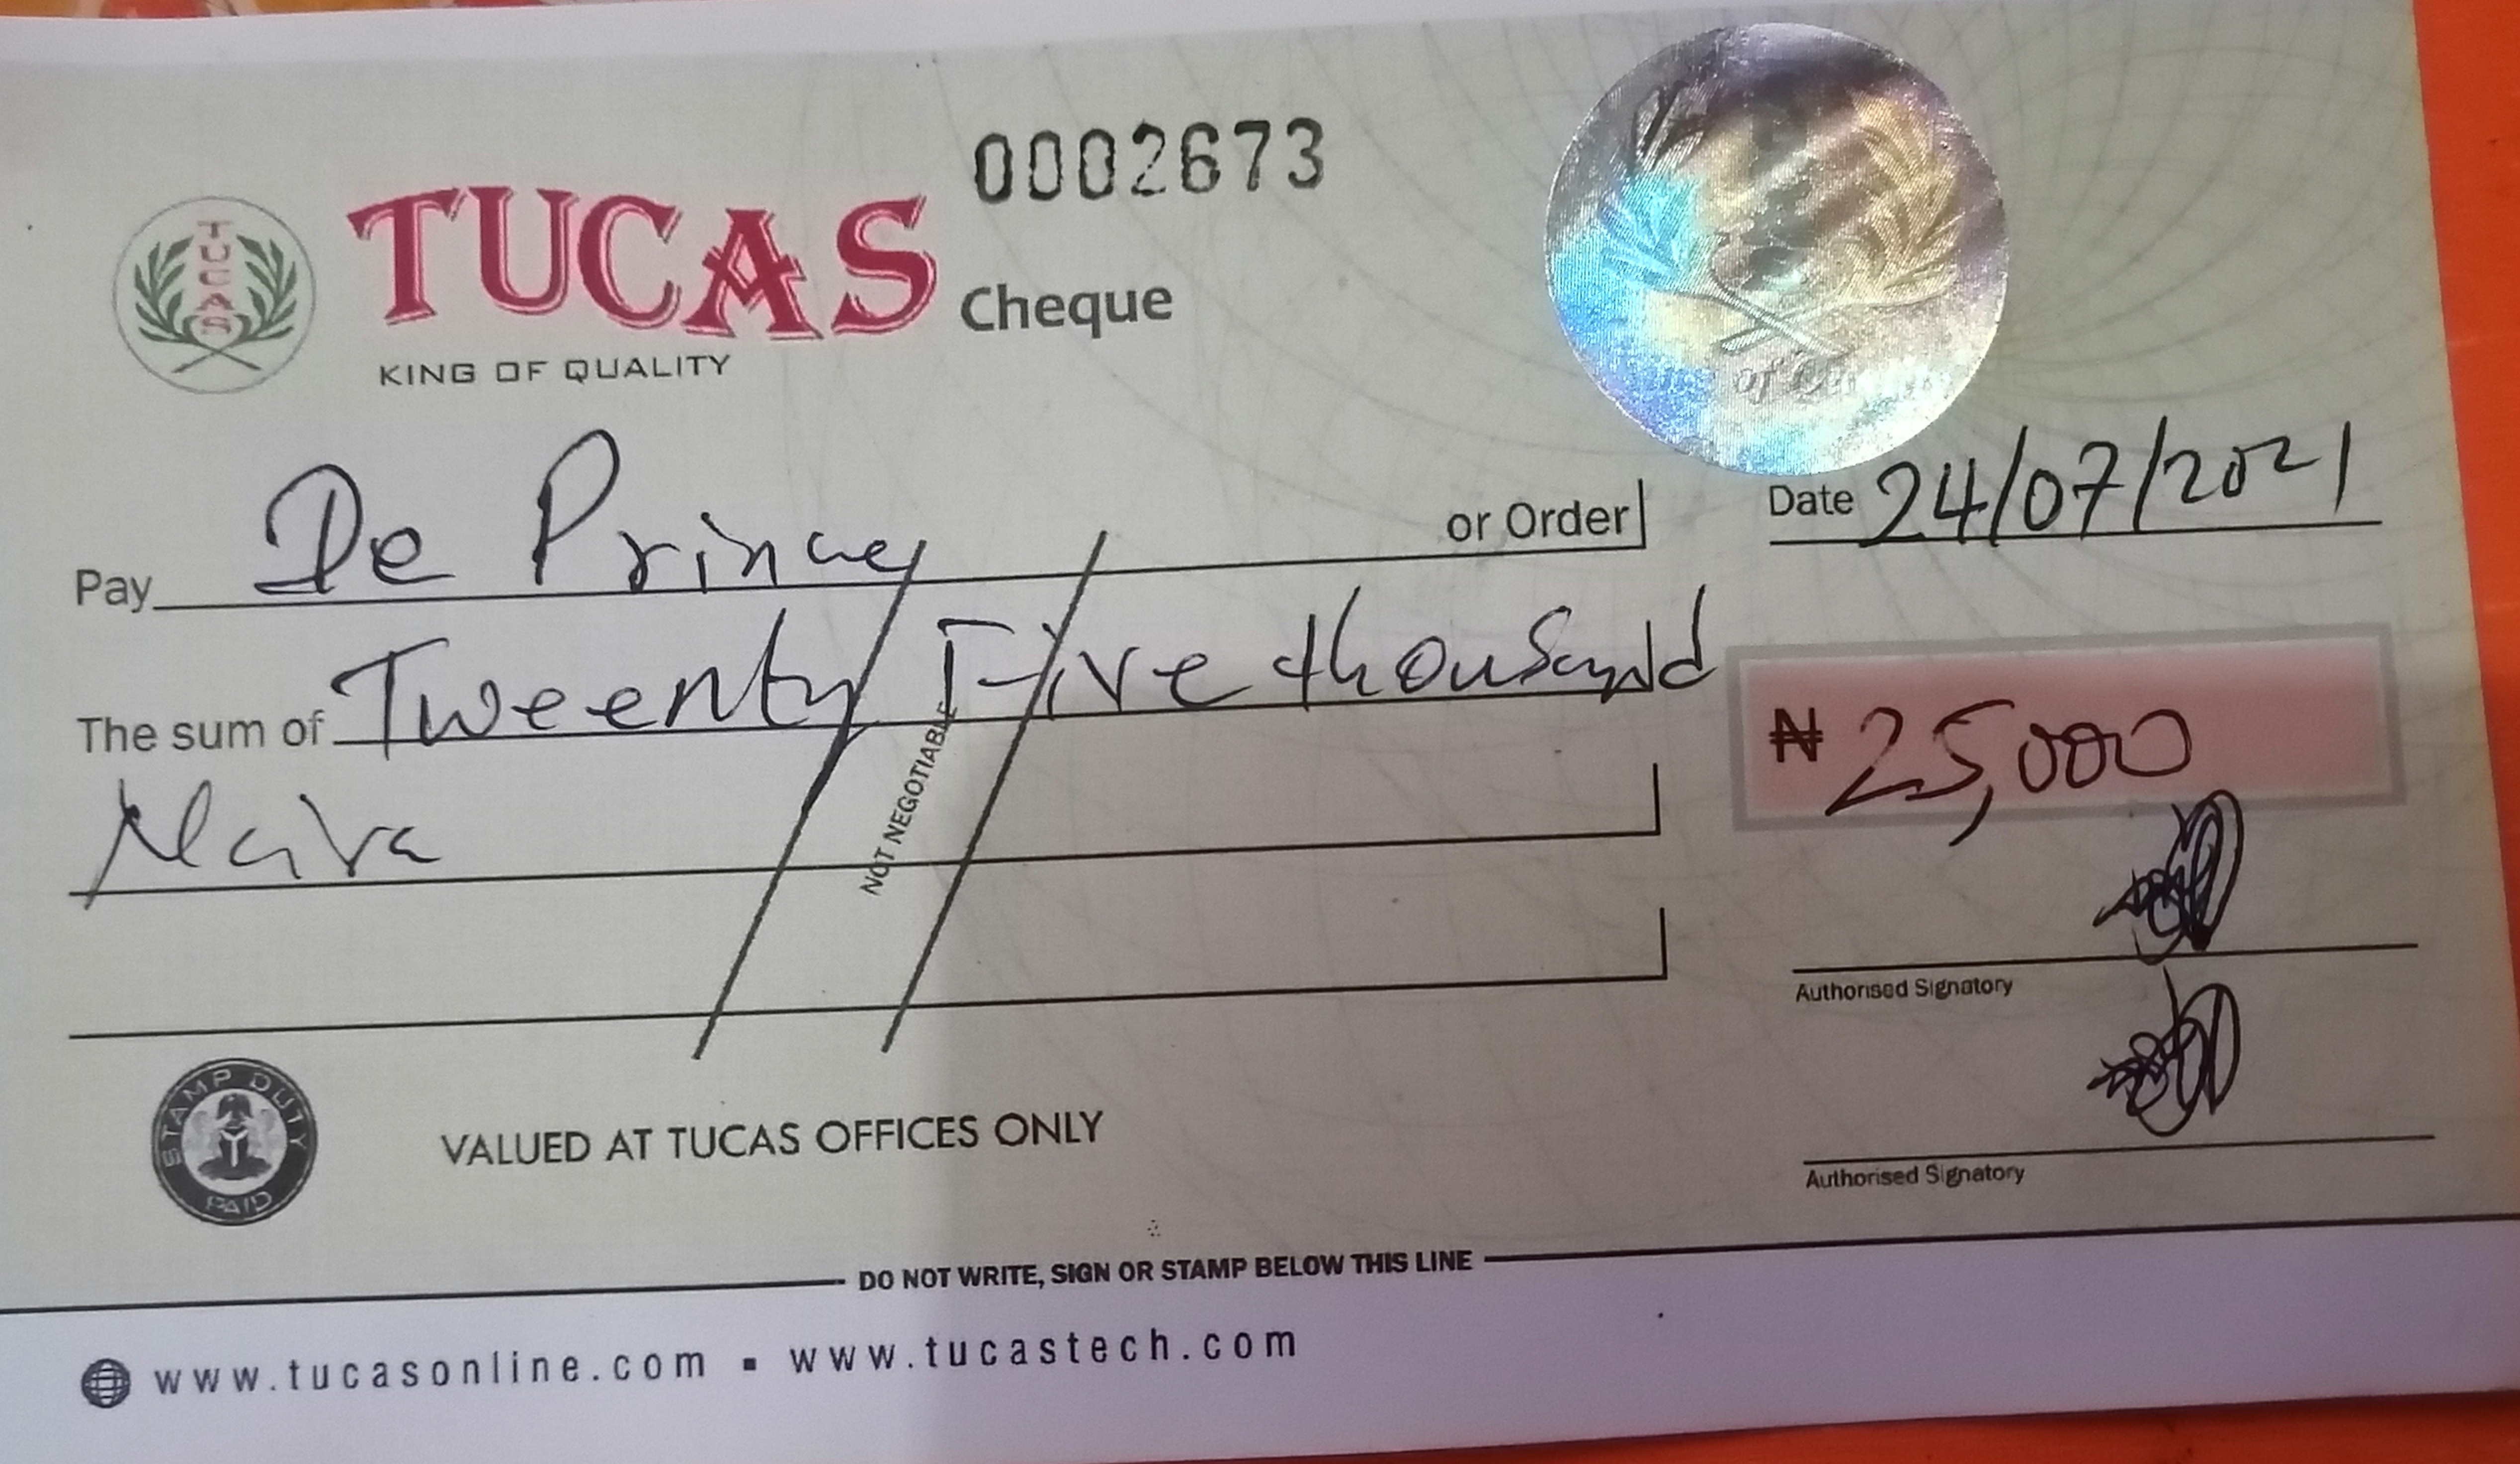 0002673
TUCAS
TUCAS Cheque
KING OF QUALITY
Pay De Prince or Order Date 24/07/2021
The sum of Tweenty Five thousand
₦ 25,000
Naira
NOT NEGOTIABLE
Authorised Signatory
Authorised Signatory
STAMP DUTY
PAID
VALUED AT TUCAS OFFICES ONLY
DO NOT WRITE, SIGN OR STAMP BELOW THIS LINE
www.tucasonline.com ▪ www.tucastech.com